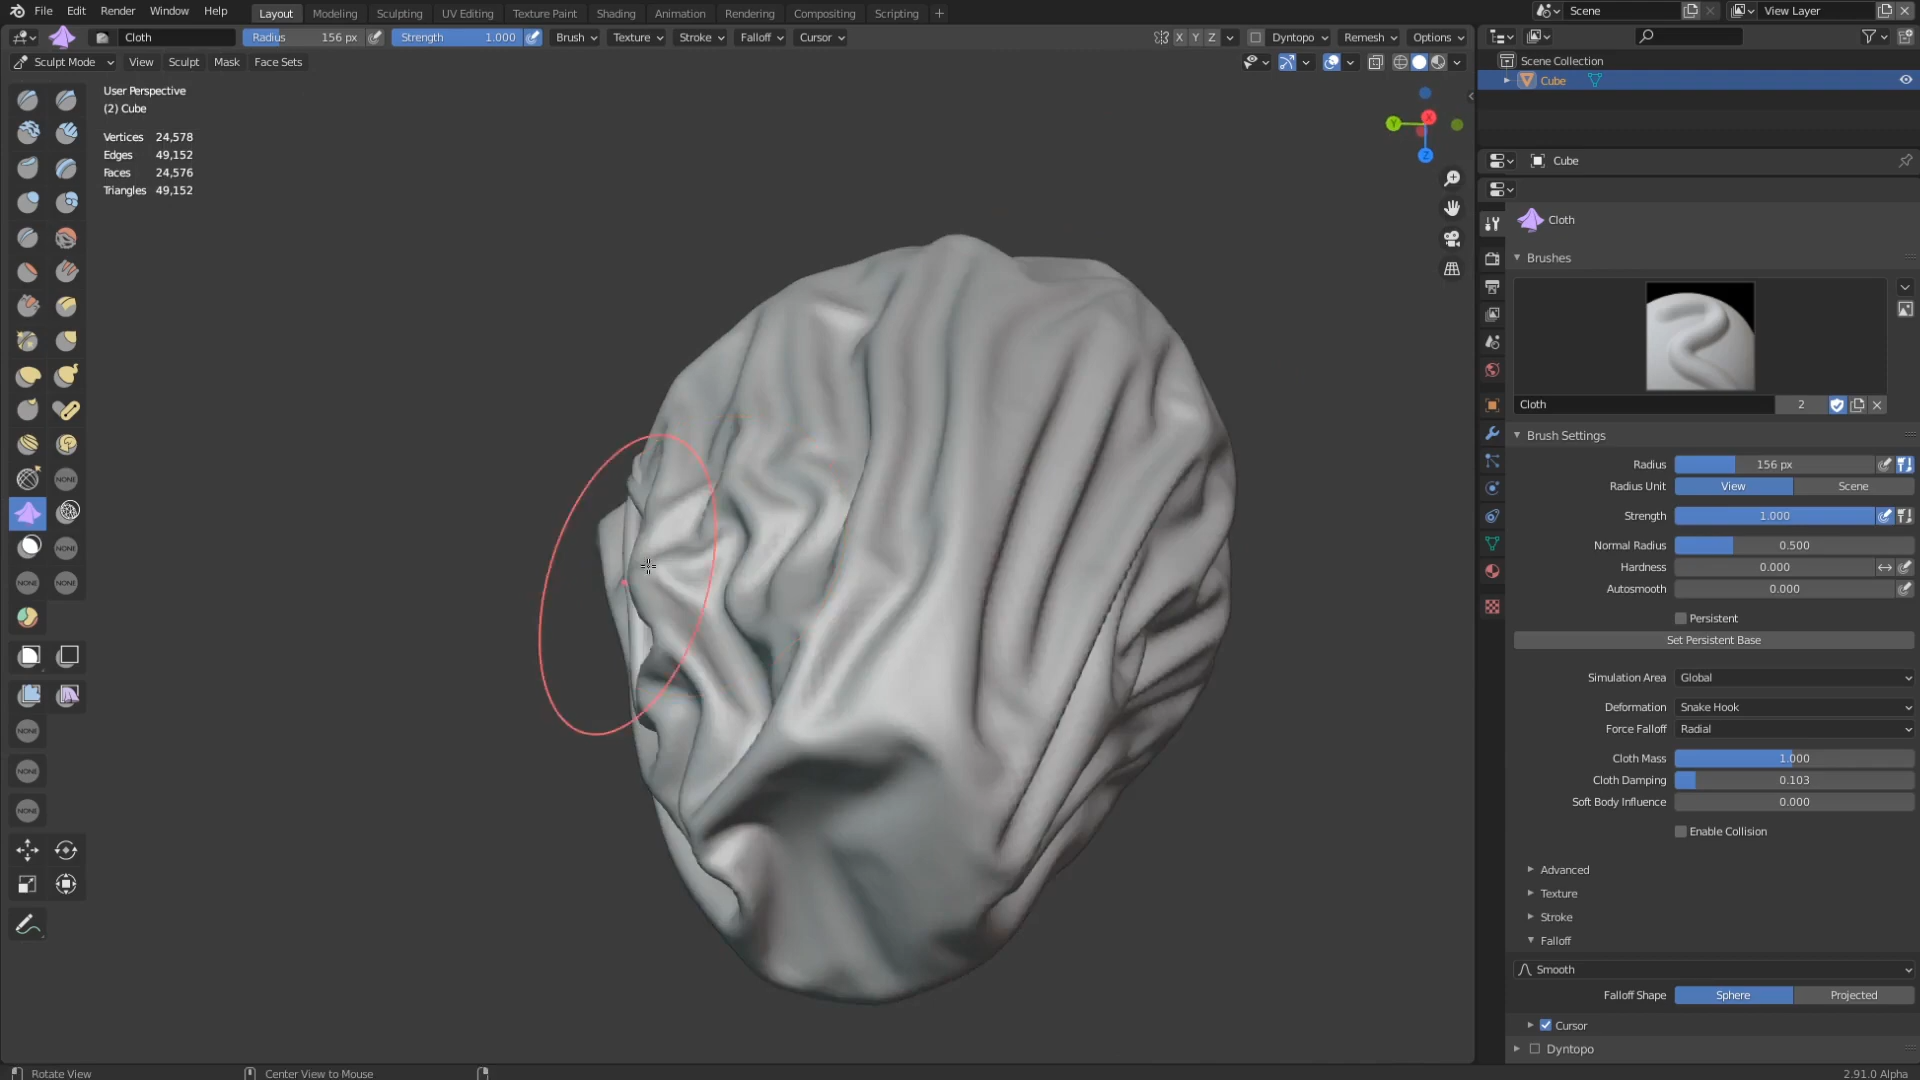 File Edit Render Window Help Layout Modeling Sculpting UV Editing Texture Paint Shading Animation Rendering Compositing Scripting + Scene View Layer
Cloth Radius 156 px Strength 1.000 Brush Texture Stroke Falloff Cursor X Y Z Dyntopo Remesh Options
Sculpt Mode View Sculpt Mask Face Sets
Scene Collection
Cube
User Perspective
(2) Cube
Vertices 24,578
Edges 49,152
Faces 24,576
Triangles 49,152
X
Y
Z
NONE
NONE
NONE NONE
NONE
NONE
NONE
Cube
Cloth
Brushes
Cloth 2
Brush Settings
Radius 156 px
Radius Unit View Scene
Strength 1.000
Normal Radius 0.500
Hardness 0.000
Autosmooth 0.000
Persistent
Set Persistent Base
Simulation Area Global
Deformation Snake Hook
Force Falloff Radial
Cloth Mass 1.000
Cloth Damping 0.103
Soft Body Influence 0.000
Enable Collision
Advanced
Texture
Stroke
Falloff
Smooth
Falloff Shape Sphere Projected
Cursor
Dyntopo
Rotate View Center View to Mouse 2.91.0 Alpha